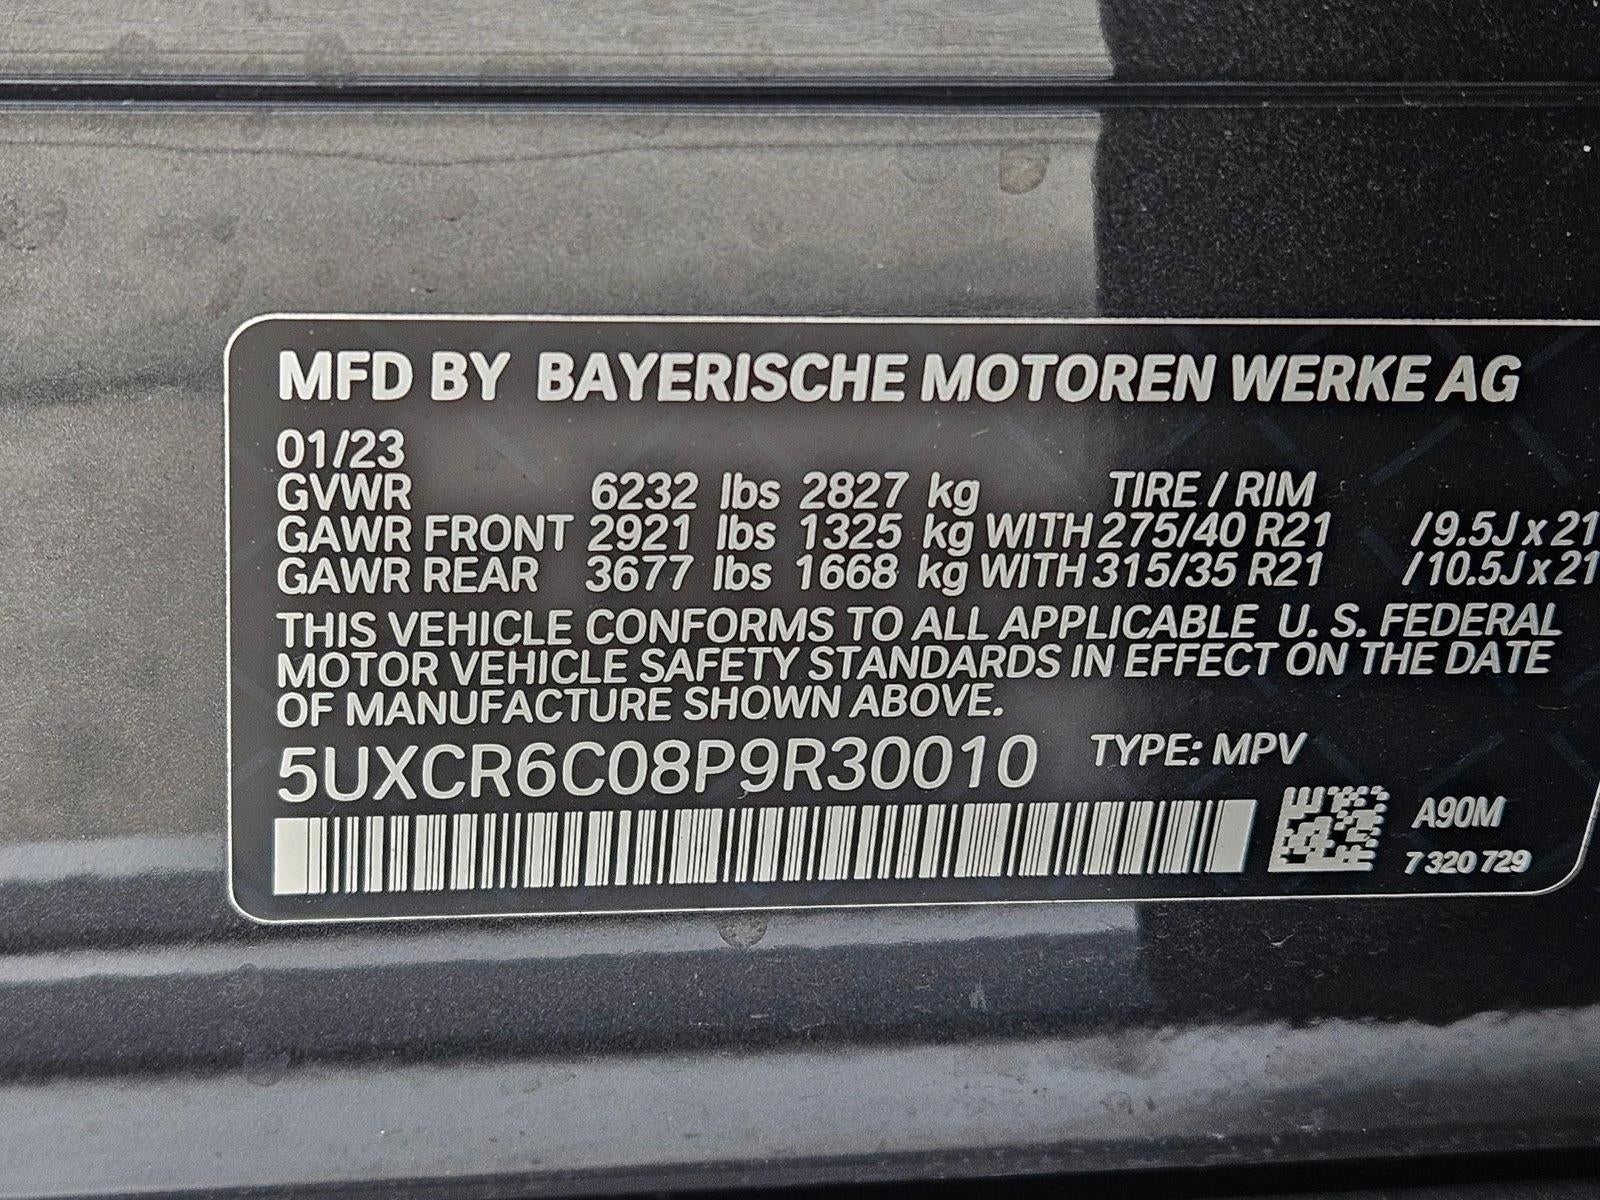 MFD BY BAYERISCHE MOTOREN WERKE AG
01/23
GVWR 6232 lbs 2827 kg TIRE / RIM
GAWR FRONT 2921 lbs 1325 kg WITH 275/40 R21 /9.5J x 21
GAWR REAR 3677 lbs 1668 kg WITH 315/35 R21 /10.5J x 21
THIS VEHICLE CONFORMS TO ALL APPLICABLE U. S. FEDERAL
MOTOR VEHICLE SAFETY STANDARDS IN EFFECT ON THE DATE
OF MANUFACTURE SHOWN ABOVE.
5UXCR6C08P9R30010 TYPE: MPV
A90M
7 320 729